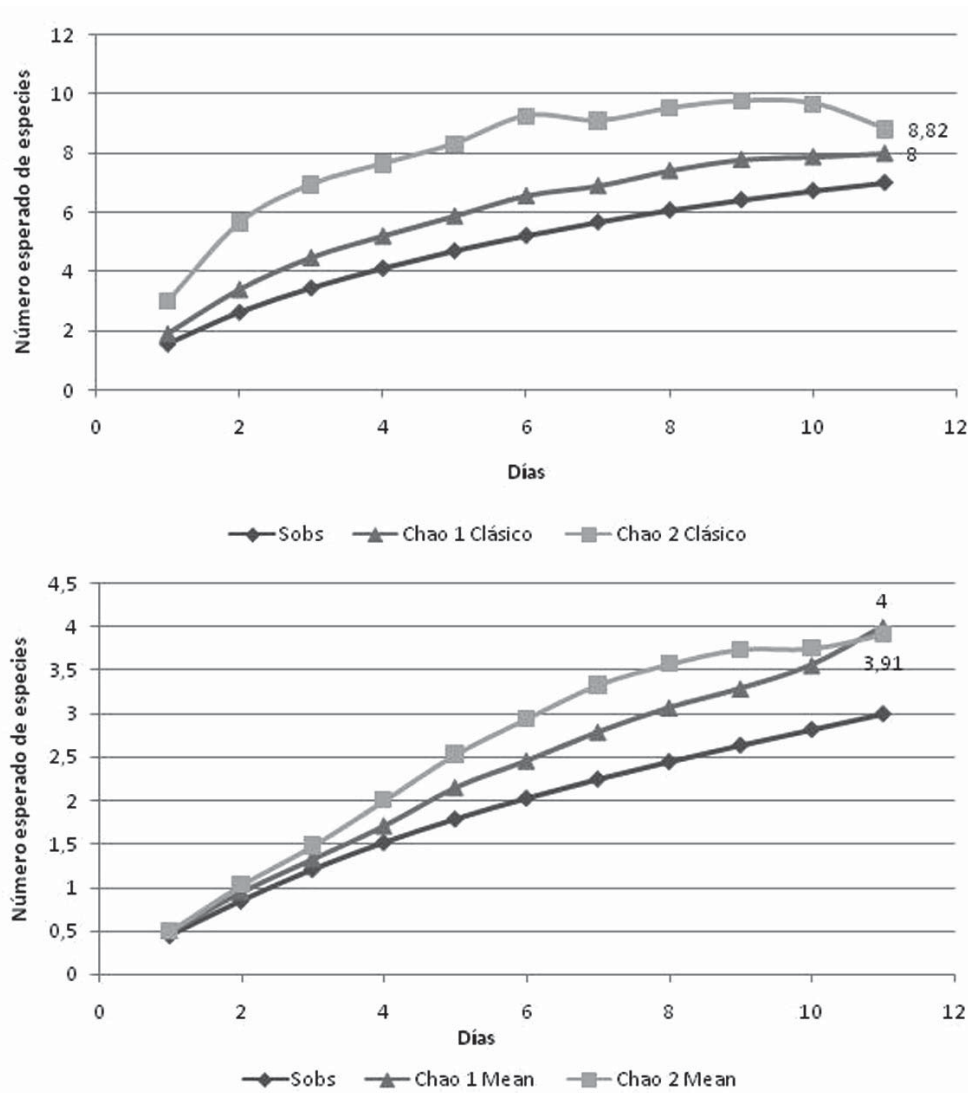 Número esperado de especies
12
10
8
6
4
2
0
8,82
8
0 2 4 6 8 10 12
Días
Sobs Chao 1 Clásico Chao 2 Clásico
Número esperado de especies
4,5
4
3,5
3
2,5
2
1,5
1
0,5
0
4
3,91
0 2 4 6 8 10 12
Días
Sobs Chao 1 Mean Chao 2 Mean